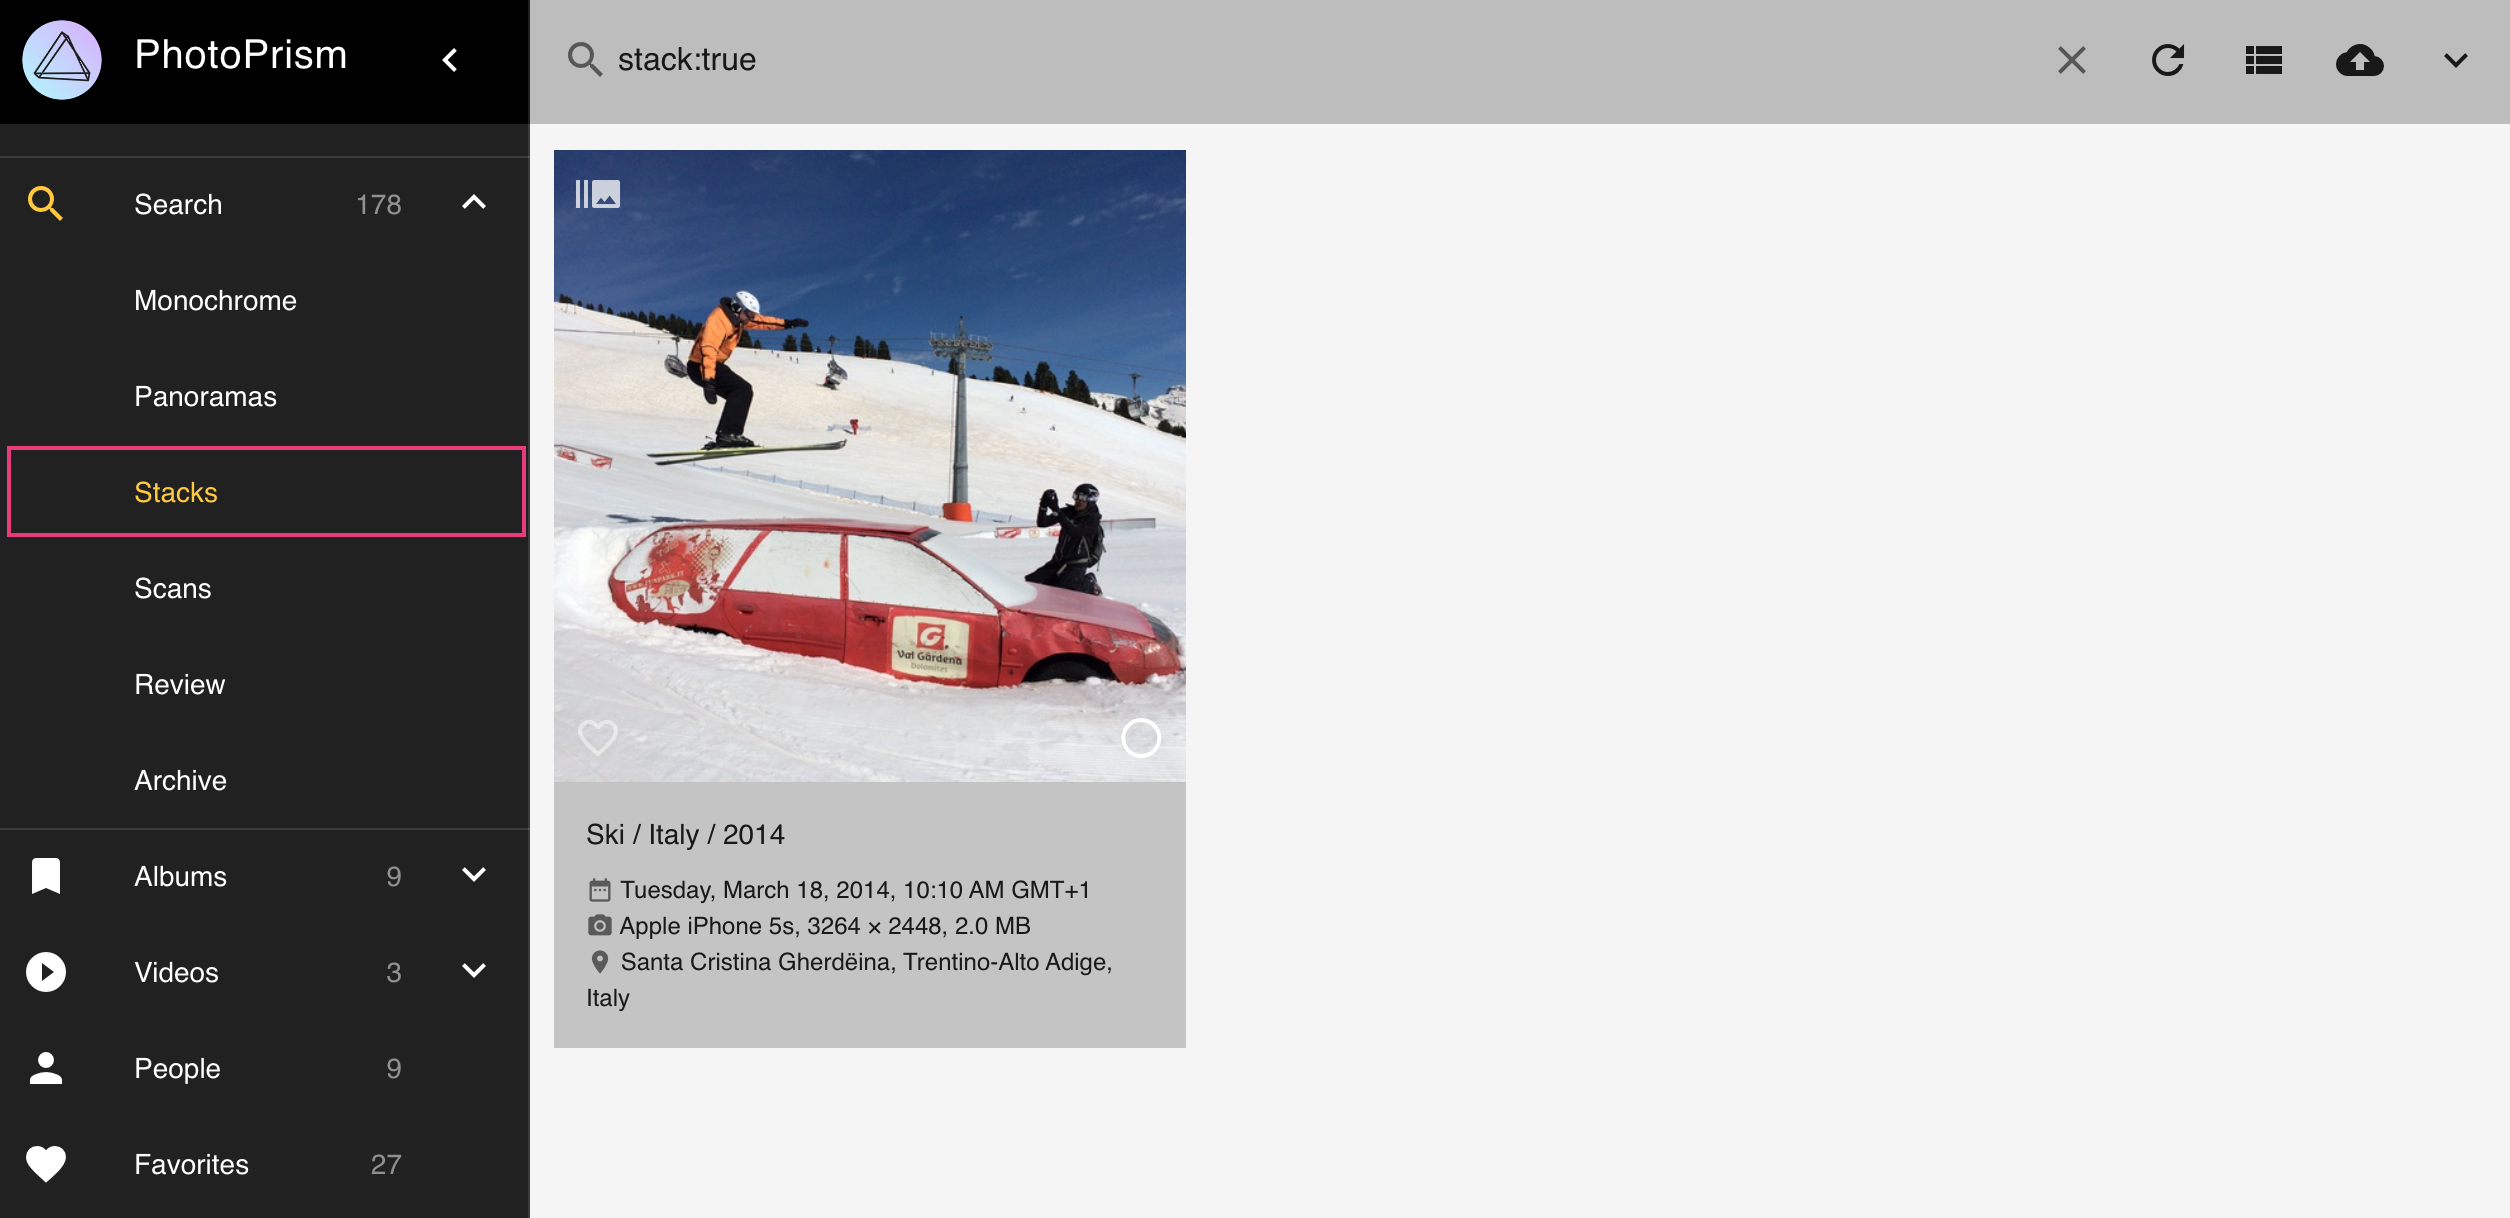 PhotoPrism
stack:true
Search 178
Monochrome
Panoramas
Stacks
Scans
Review
Archive
Albums 9
Videos 3
People 9
Favorites 27
G
Val Gardena
Dolomites
Ski / Italy / 2014
Tuesday, March 18, 2014, 10:10 AM GMT+1
Apple iPhone 5s, 3264 × 2448, 2.0 MB
Santa Cristina Gherdëina, Trentino-Alto Adige,
Italy